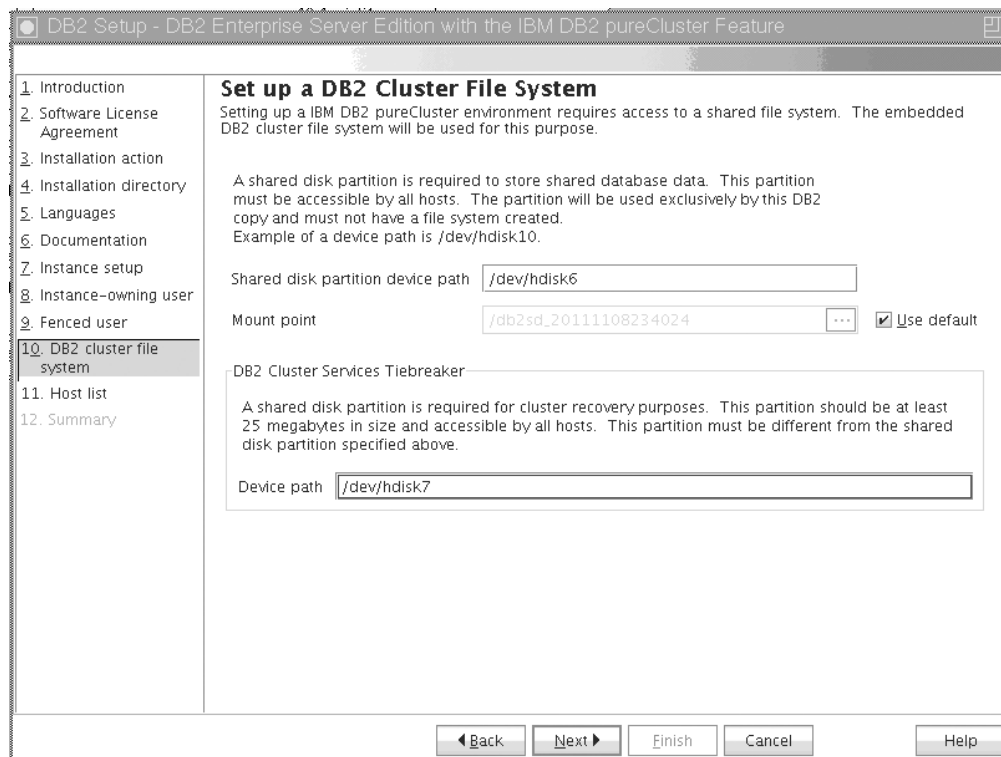 DB2 Setup - DB2 Enterprise Server Edition with the IBM DB2 pureCluster Feature
1. Introduction
2. Software License
Agreement
3. Installation action
4. Installation directory
5. Languages
6. Documentation
7. Instance setup
8. Instance-owning user
9. Fenced user
10. DB2 cluster file
system
11. Host list
12. Summary
Set up a DB2 Cluster File System
Setting up a IBM DB2 pureCluster environment requires access to a shared file system. The embedded
DB2 cluster file system will be used for this purpose.
A shared disk partition is required to store shared database data. This partition
must be accessible by all hosts. The partition will be used exclusively by this DB2
copy and must not have a file system created.
Example of a device path is /dev/hdisk10.
Shared disk partition device path /dev/hdisk6
Mount point /db2sd_20111108234024 ... Use default
DB2 Cluster Services Tiebreaker
A shared disk partition is required for cluster recovery purposes. This partition should be at least
25 megabytes in size and accessible by all hosts. This partition must be different from the shared
disk partition specified above.
Device path /dev/hdisk7
Back Next Finish Cancel Help